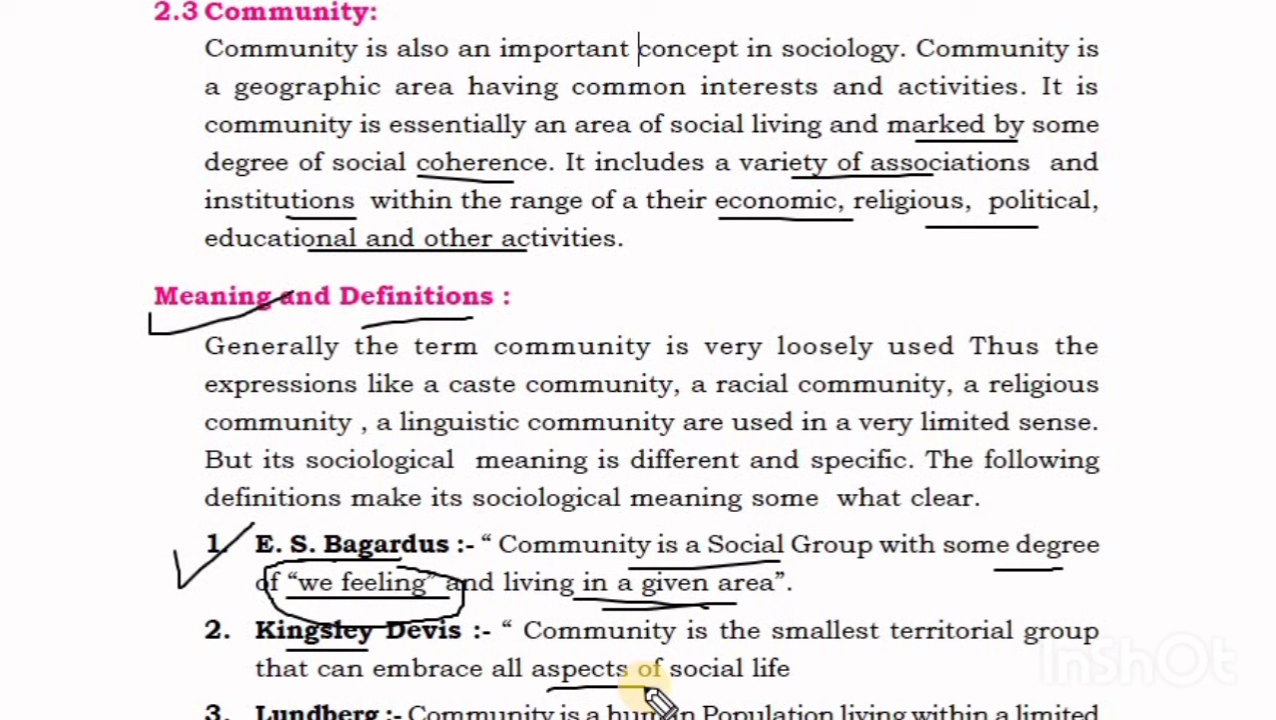 2.3 Community:
Community is also an important concept in sociology. Community is
a geographic area having common interests and activities. It is
community is essentially an area of social living and marked by some
degree of social coherence. It includes a variety of associations and
institutions within the range of a their economic, religious, political,
educational and other activities.
Meaning and Definitions :
Generally the term community is very loosely used Thus the
expressions like a caste community, a racial community, a religious
community , a linguistic community are used in a very limited sense.
But its sociological meaning is different and specific. The following
definitions make its sociological meaning some what clear.
1. E. S. Bagardus :- “ Community is a Social Group with some degree
of “we feeling” and living in a given area”.
2. Kingsley Devis :- “ Community is the smallest territorial group
that can embrace all aspects of social life
InShOt
3. Lundberg :- Community is a human Population living within a limited